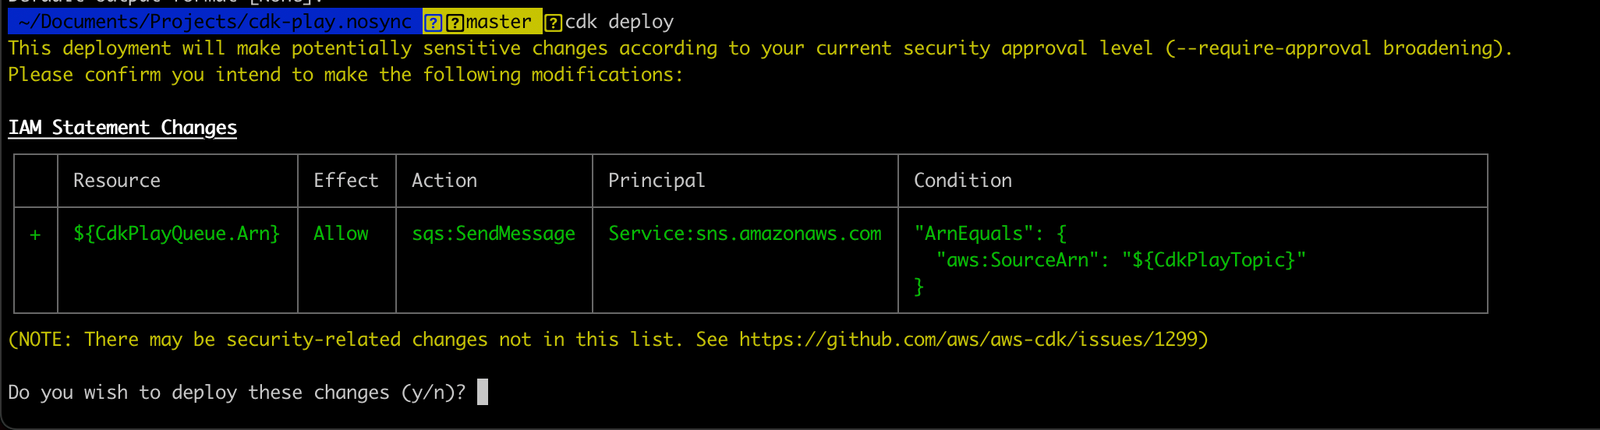 ~/Documents/Projects/cdk-play.nosync master cdk deploy
This deployment will make potentially sensitive changes according to your current security approval level (--require-approval broadening).
Please confirm you intend to make the following modifications:
IAM Statement Changes
Resource Effect Action Principal Condition
+ ${CdkPlayQueue.Arn} Allow sqs:SendMessage Service:sns.amazonaws.com "ArnEquals": {
"aws:SourceArn": "${CdkPlayTopic}"
}
(NOTE: There may be security-related changes not in this list. See https://github.com/aws/aws-cdk/issues/1299)
Do you wish to deploy these changes (y/n)?